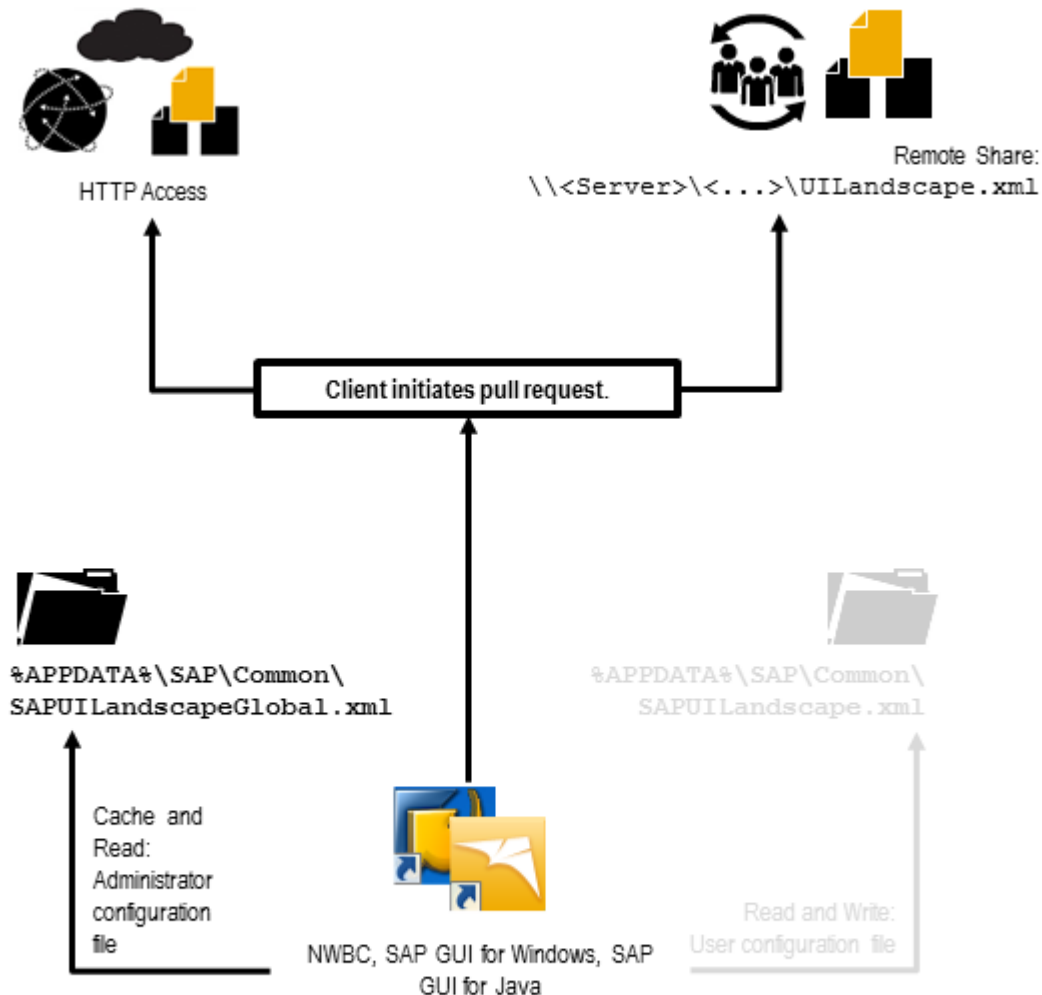 HTTP Access
Remote Share:
\\<Server>\<...>\UILandscape.xml
Client initiates pull request.
%APPDATA%\SAP\Common\
SAPUILandscapeGlobal.xml
%APPDATA%\SAP\Common\
SAPUILandscape.xml
Cache and
Read:
Administrator
configuration
file
Read and Write:
User configuration file
NWBC, SAP GUI for Windows, SAP
GUI for Java